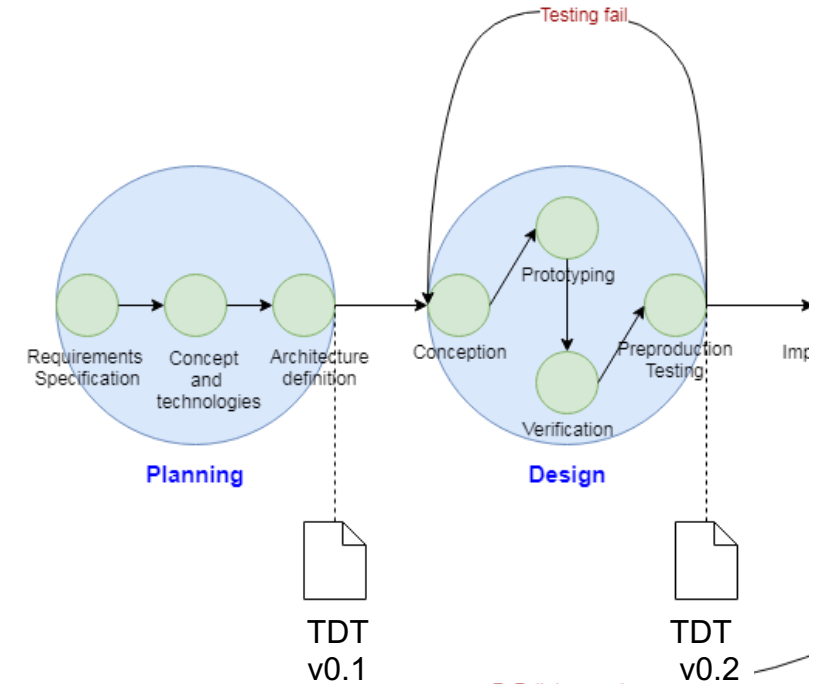 Testing fail
Prototyping
Requirements
Specification
Concept
and
technologies
Architecture
definition
Conception
Preproduction
Testing
Verification
Planning
Design
TDT
v0.1
TDT
v0.2